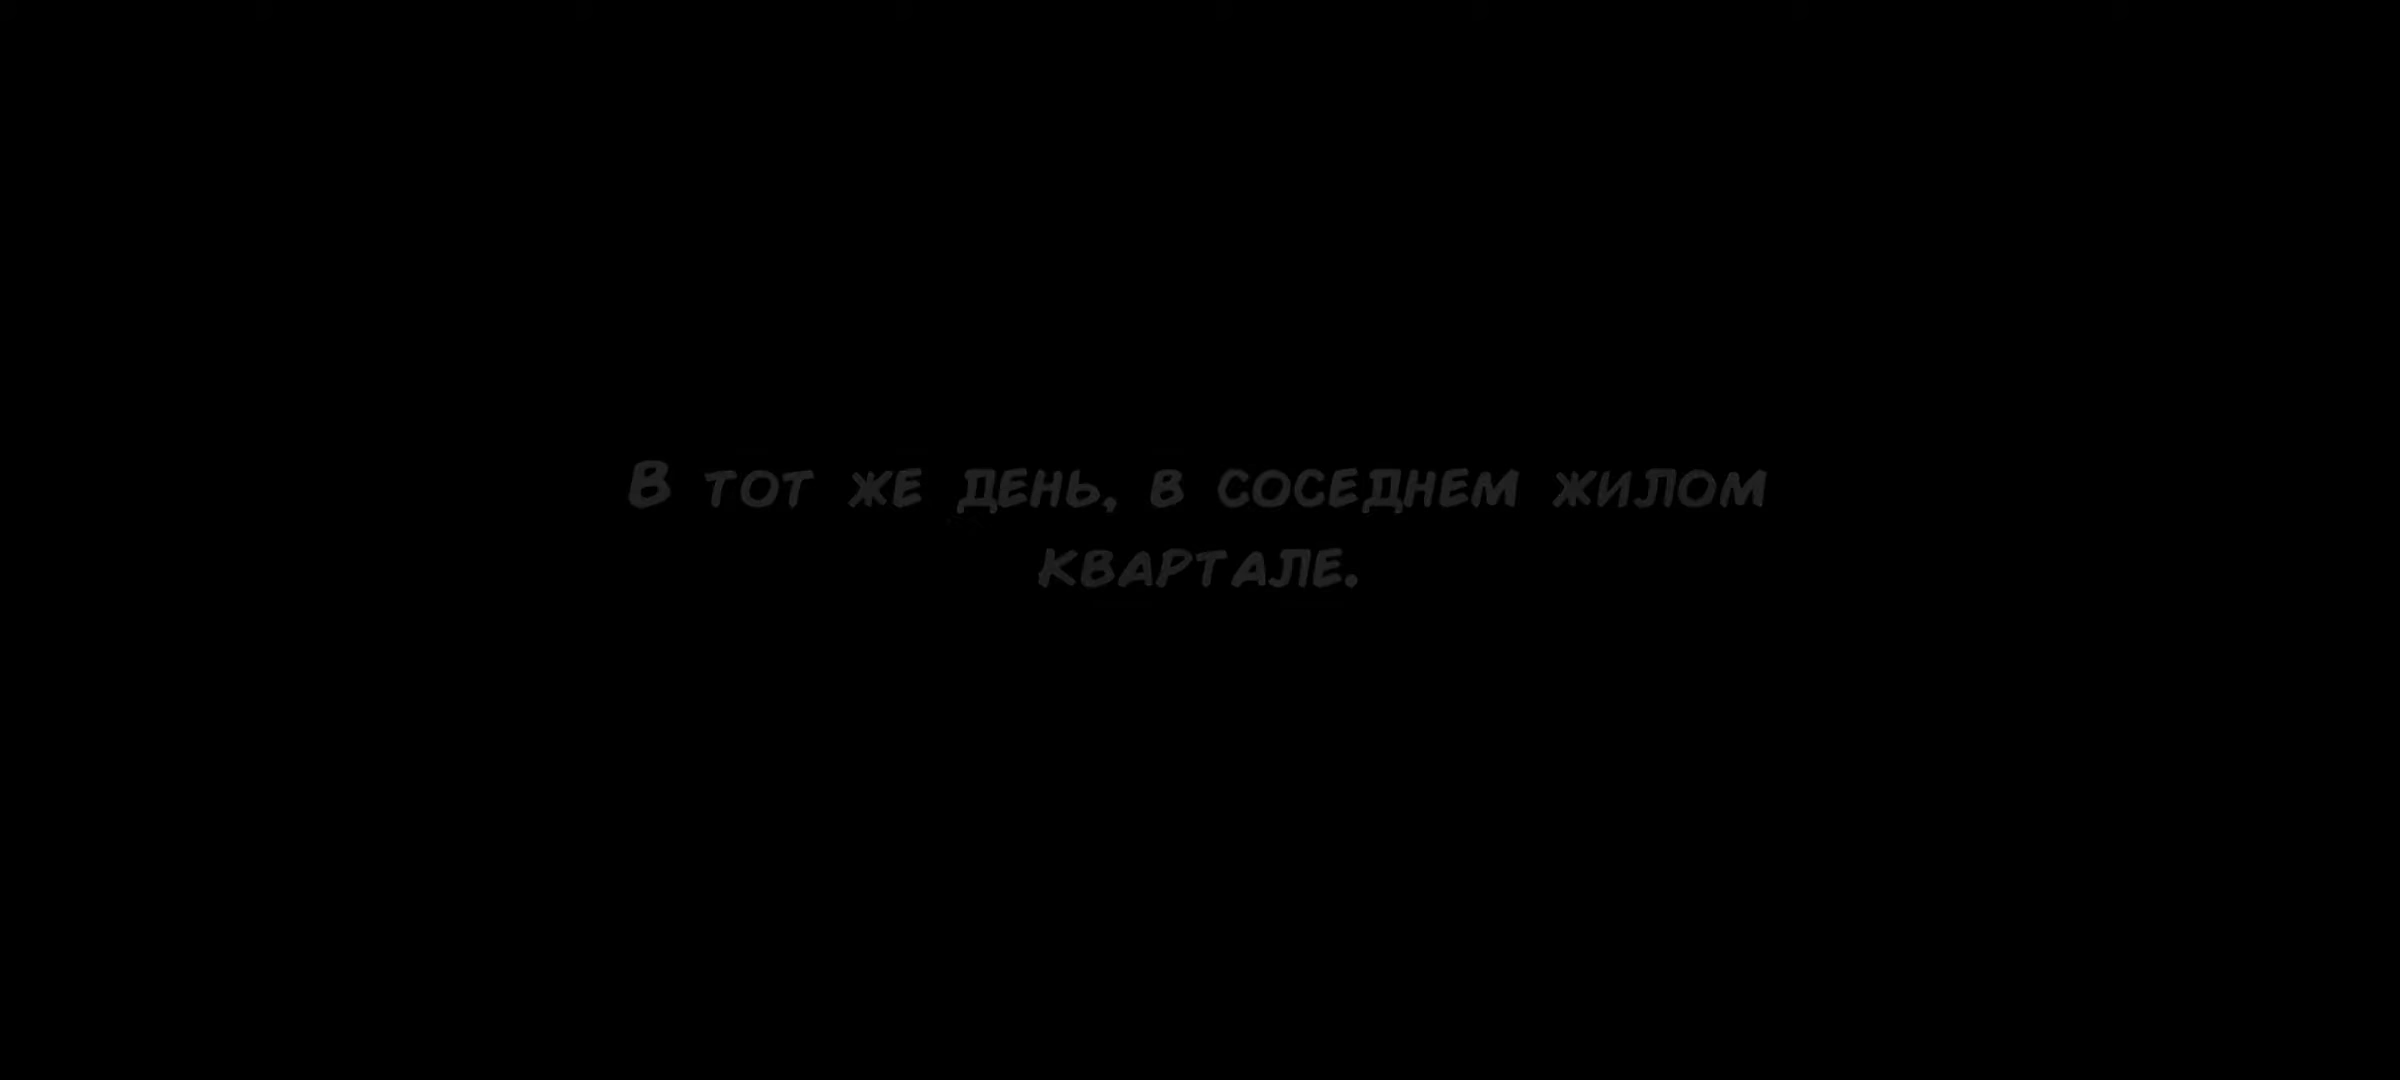 В тот же день, в соседнем жилом
квартале.